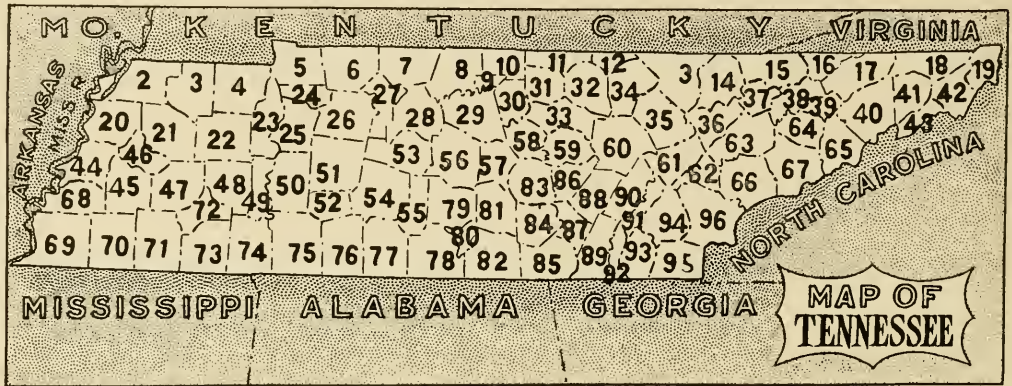 MO. KENTUCKY VIRGINIA
ARKANSAS
MISS R
2 3 4 5 6 7 8 9 10 11 12 3 14 15 16 17 18 19
20 21 22 23 24 25 26 27 28 29 30 31 32 33 34 35 36 37 38 39 40 41 42 43
44 45 46 47 48 49 50 51 52 53 54 55 56 57 58 59 60 61 62 63 64 65 66 67
68 69 70 71 72 73 74 75 76 77 78 79 80 81 82 83 84 85 86 87 88 89 90 91 92 93 94 95 96
NORTH CAROLINA
MISSISSIPPI ALABAMA GEORGIA
MAP OF
TENNESSEE